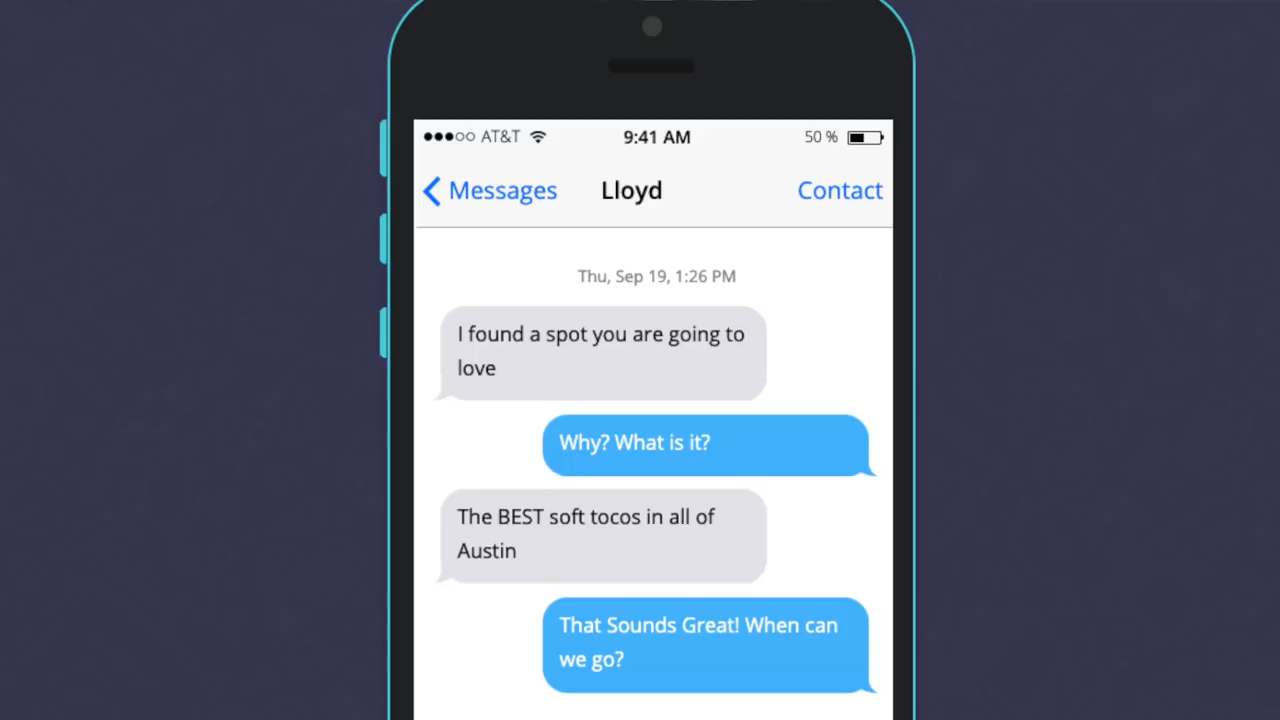 AT&T 9:41 AM 50 %
Messages Lloyd Contact
Thu, Sep 19, 1:26 PM
I found a spot you are going to
love
Why? What is it?
The BEST soft tocos in all of
Austin
That Sounds Great! When can
we go?